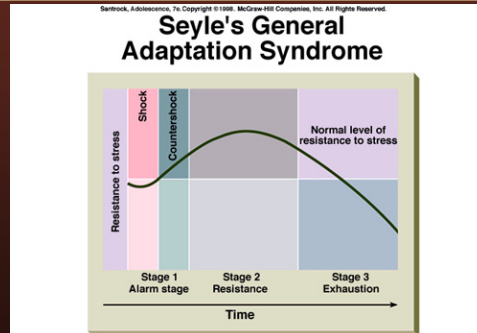 Santrock, Adolescence, 7e. Copyright © 1998. McGraw-Hill Companies, Inc. All Rights Reserved.
Seyle's General
Adaptation Syndrome
Resistance to stress
Shock
Countershock
Normal level of
resistance to stress
Stage 1
Alarm stage
Stage 2
Resistance
Stage 3
Exhaustion
Time